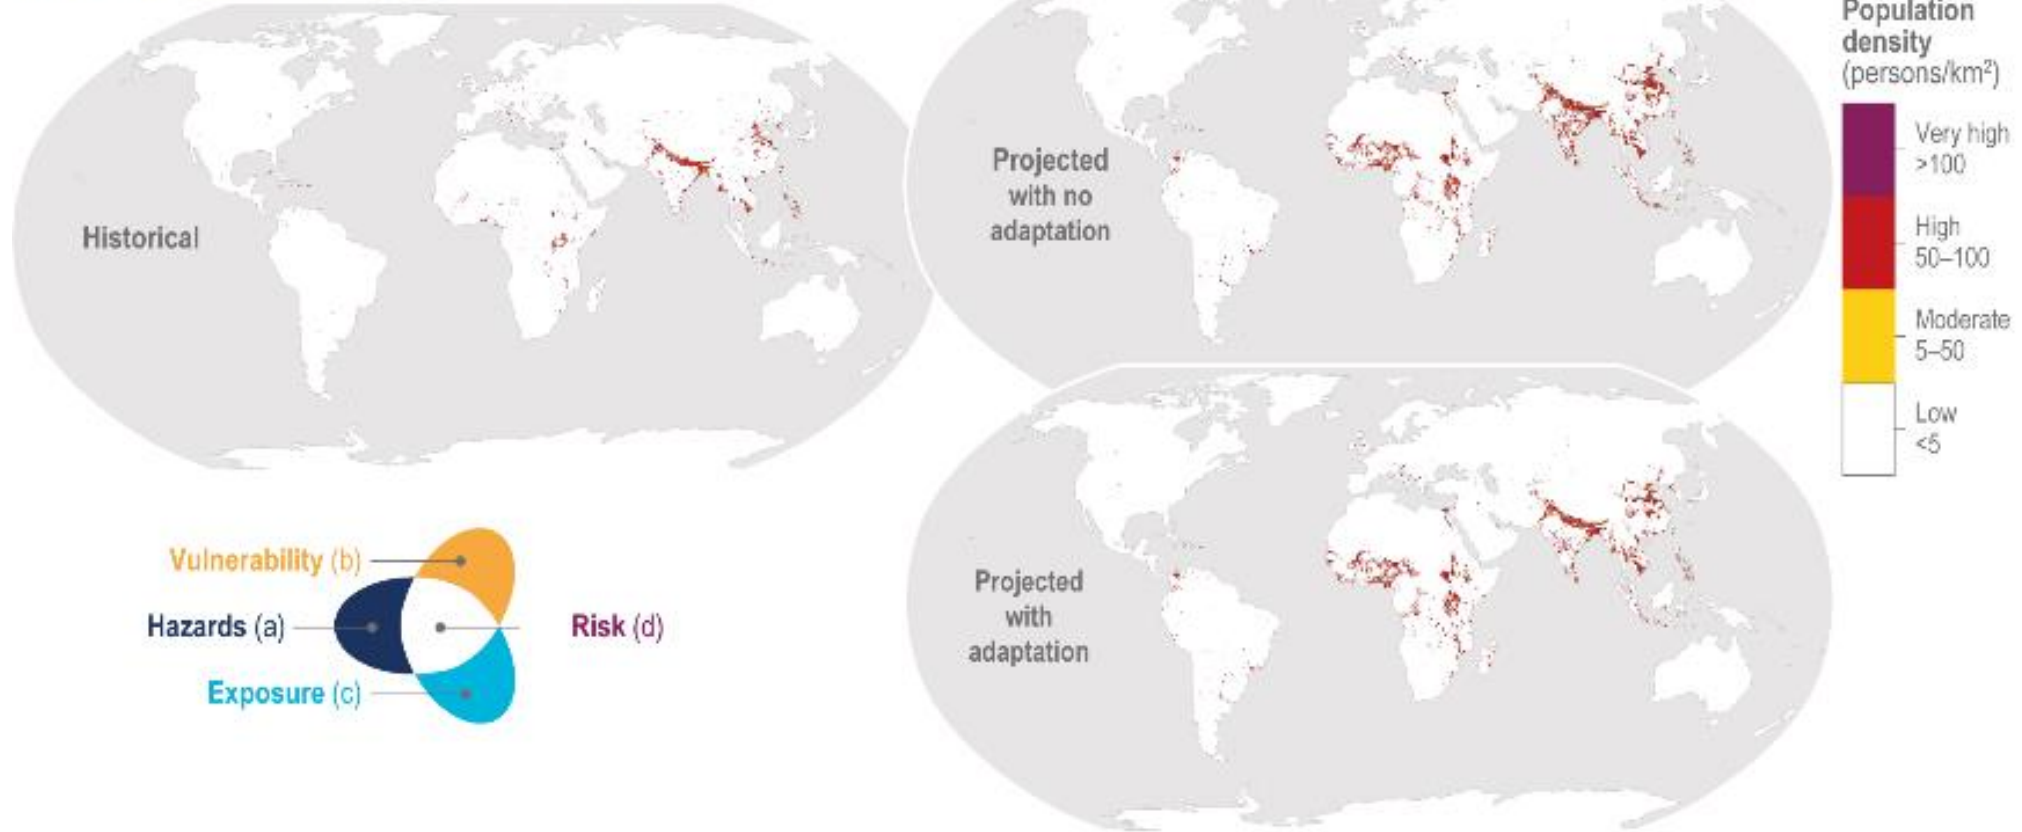 Historical
Projected
with no
adaptation
Population
density
(persons/km²)
Very high
>100
High
50–100
Moderate
5–50
Low
<5
Vulnerability (b)
Hazards (a)
Risk (d)
Exposure (c)
Projected
with
adaptation